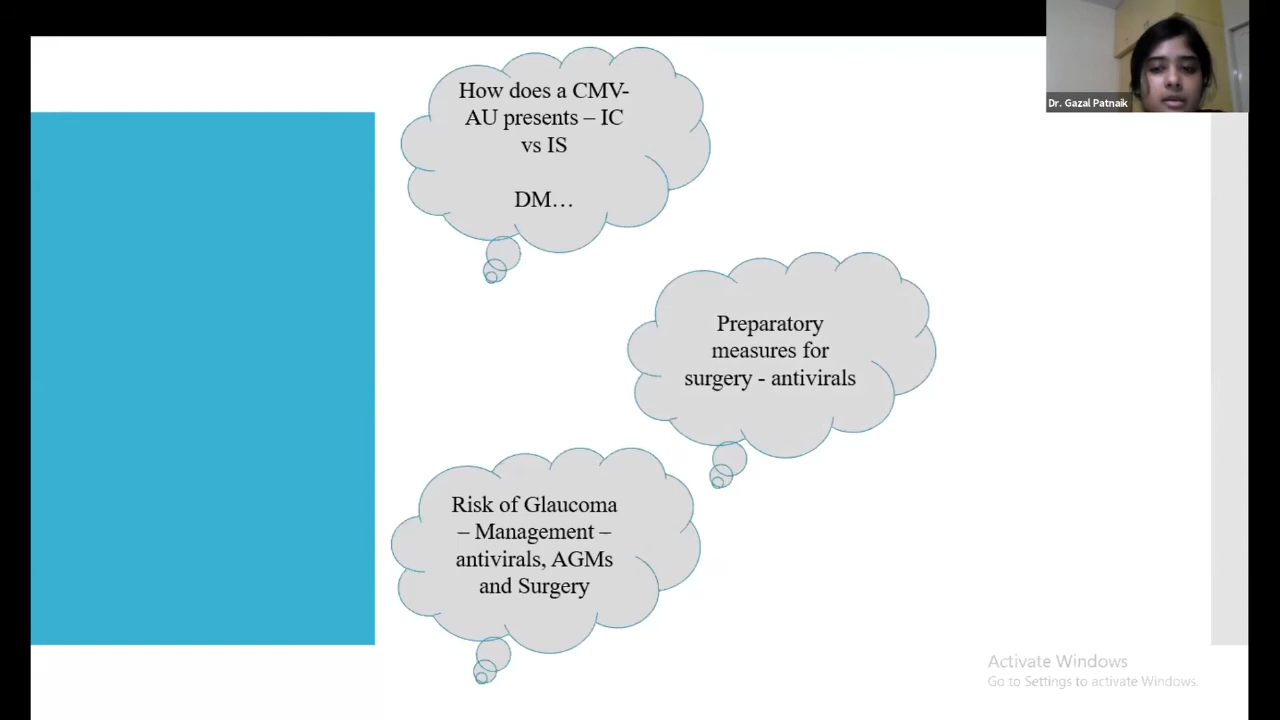 How does a CMV-
AU presents – IC
vs IS
DM…
Dr. Gazal Patnaik
Preparatory
measures for
surgery - antivirals
Risk of Glaucoma
– Management –
antivirals, AGMs
and Surgery
Activate Windows
Go to Settings to activate Windows.